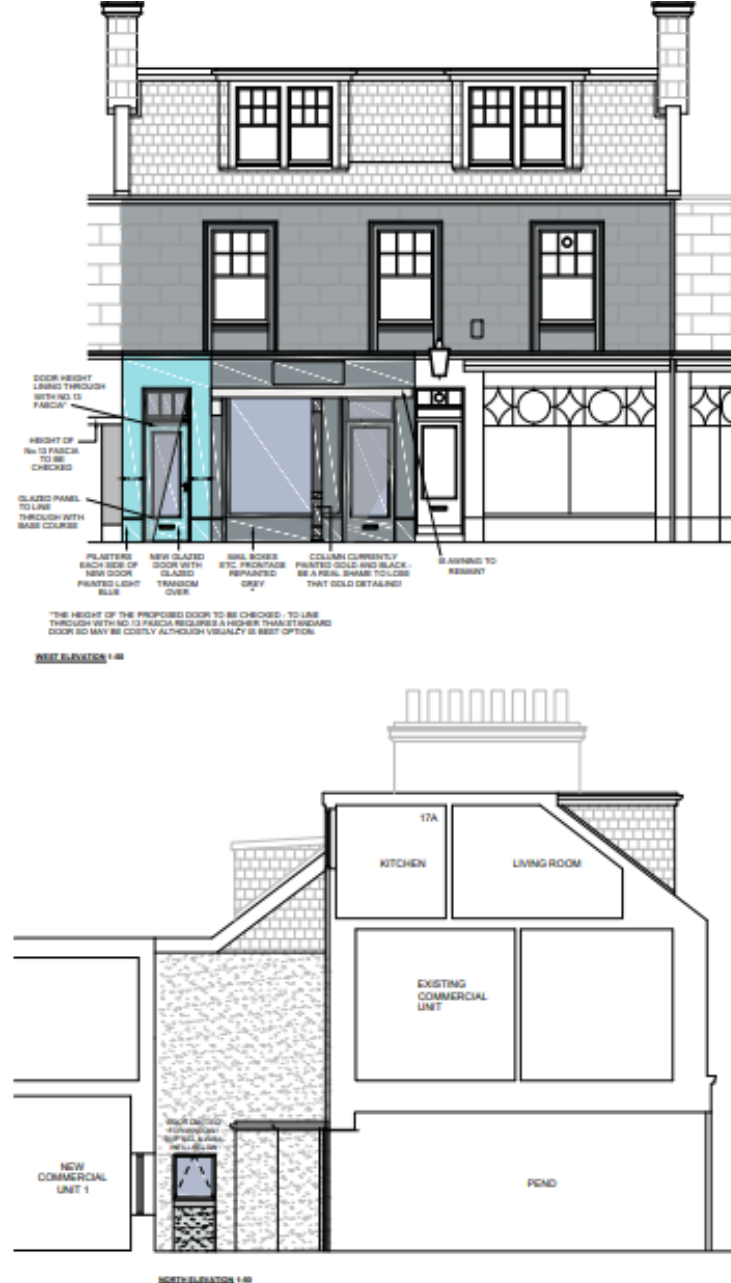 DOOR HEIGHT
LINING THROUGH
WITH NO.13
FASCIA*
HEIGHT OF
No.13 FASCIA
TO BE
CHECKED
GLAZED PANEL
TO LINE
THROUGH WITH
BASE COURSE
PILASTERS
EACH SIDE OF
NEW DOOR
PAINTED LIGHT
BLUE
NEW GLAZED
DOOR WITH
GLAZED
TRANSOM
OVER
MAIL BOXES
ETC. FRONTAGE
REPAINTED
GREY
COLUMN CURRENTLY
PAINTED GOLD AND BLACK -
BE A REAL SHAME TO LOSE
THAT GOLD DETAILING!
IS AWNING TO
REMAIN?
*THE HEIGHT OF THE PROPOSED DOOR TO BE CHECKED - TO LINE
THROUGH WITH NO.13 FASCIA REQUIRES A HIGHER THAN STANDARD
DOOR SO MAY BE COSTLY ALTHOUGH VISUALLY IS BEST OPTION.
WEST ELEVATION 1:50
17A
KITCHEN
LIVING ROOM
EXISTING
COMMERCIAL
UNIT
NEW
COMMERCIAL
UNIT 1
PEND
NORTH ELEVATION 1:50